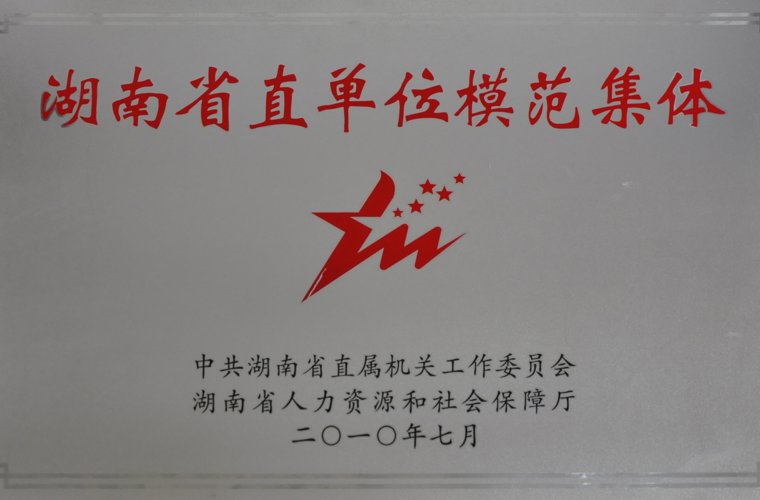 湖南省直单位模范集体
中共湖南省直属机关工作委员会
湖南省人力资源和社会保障厅
二〇一〇年七月